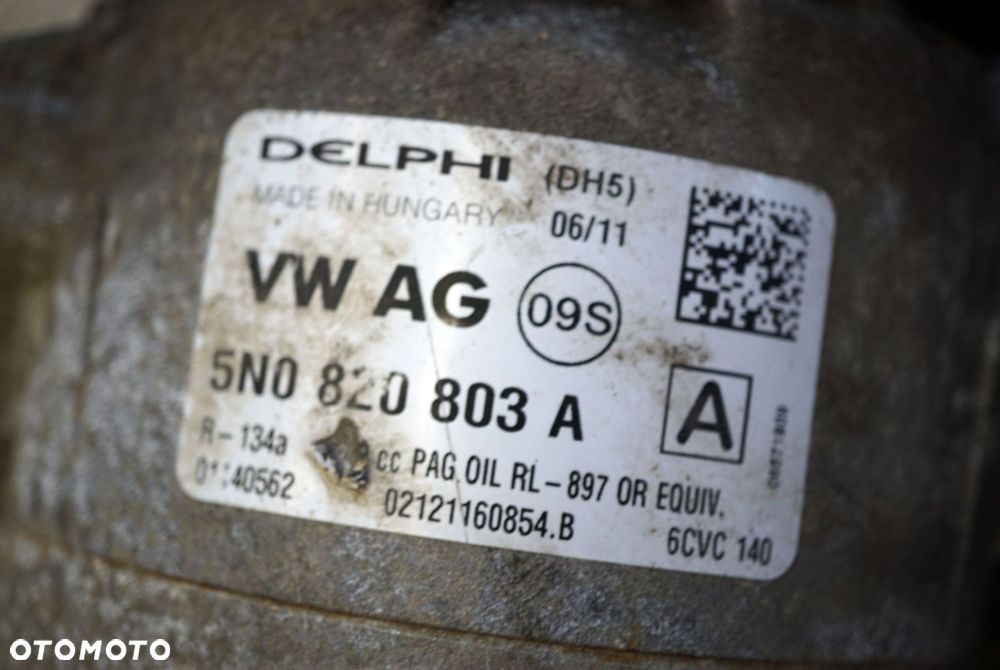 DELPHI (DH5)
MADE IN HUNGARY 06/11
VW AG 09S
5N0 820 803 A A
R-134a cc PAG OIL RL-897 OR EQUIV.
02121160854.B
6CVC 140
OTOMOTO